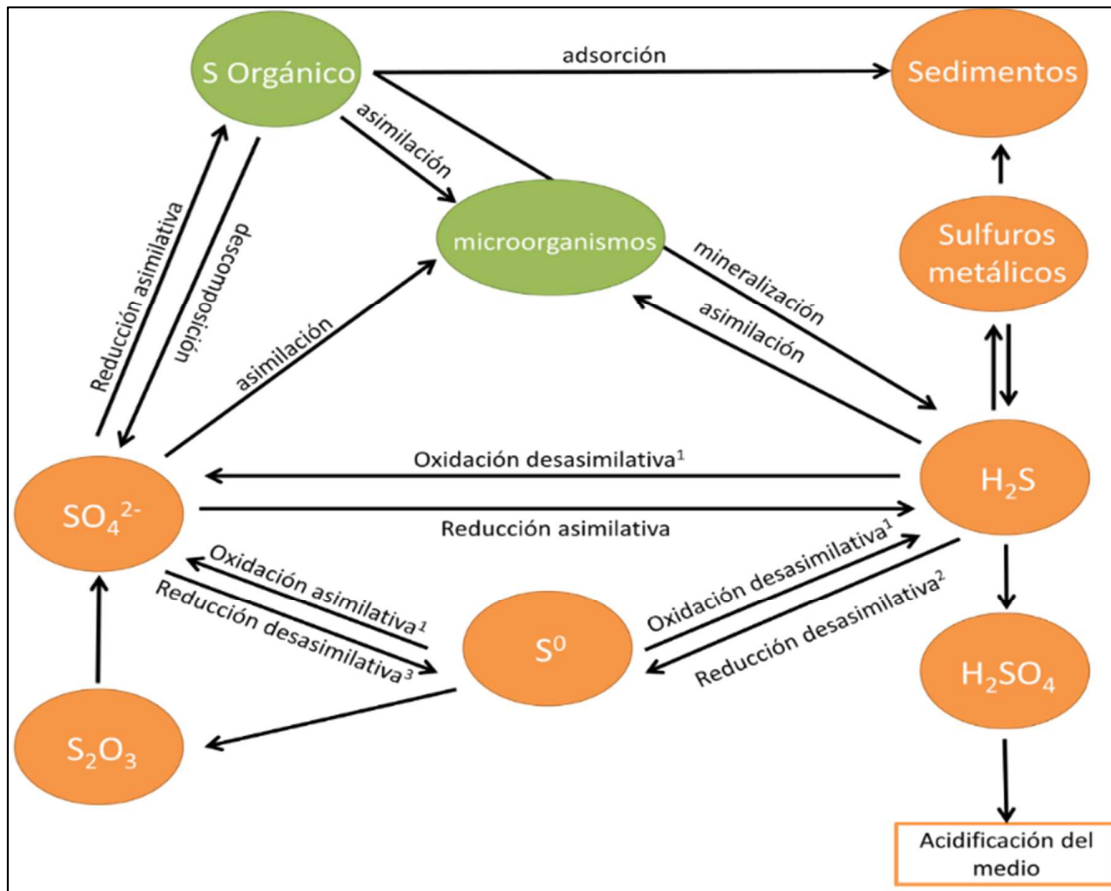 S Orgánico
adsorción
Sedimentos
asimilación
Reducción asimilativa
descomposición
microorganismos
mineralización
asimilación
Sulfuros
metálicos
asimilación
Oxidación desasimilativa¹
SO₄²⁻
H₂S
Reducción asimilativa
Oxidación asimilativa¹
Reducción desasimilativa³
Oxidación desasimilativa¹
Reducción desasimilativa²
S⁰
H₂SO₄
S₂O₃
Acidificación del
medio